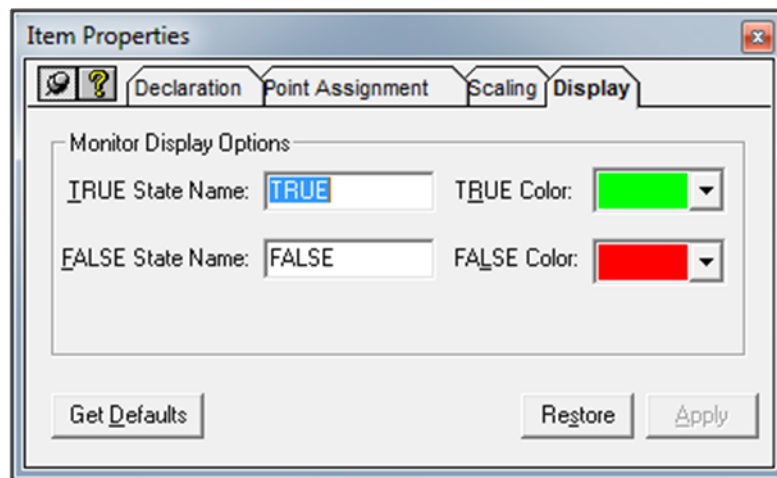 Item Properties
Declaration Point Assignment Scaling Display
Monitor Display Options
TRUE State Name: TRUE TRUE Color:
FALSE State Name: FALSE FALSE Color:
Get Defaults Restore Apply